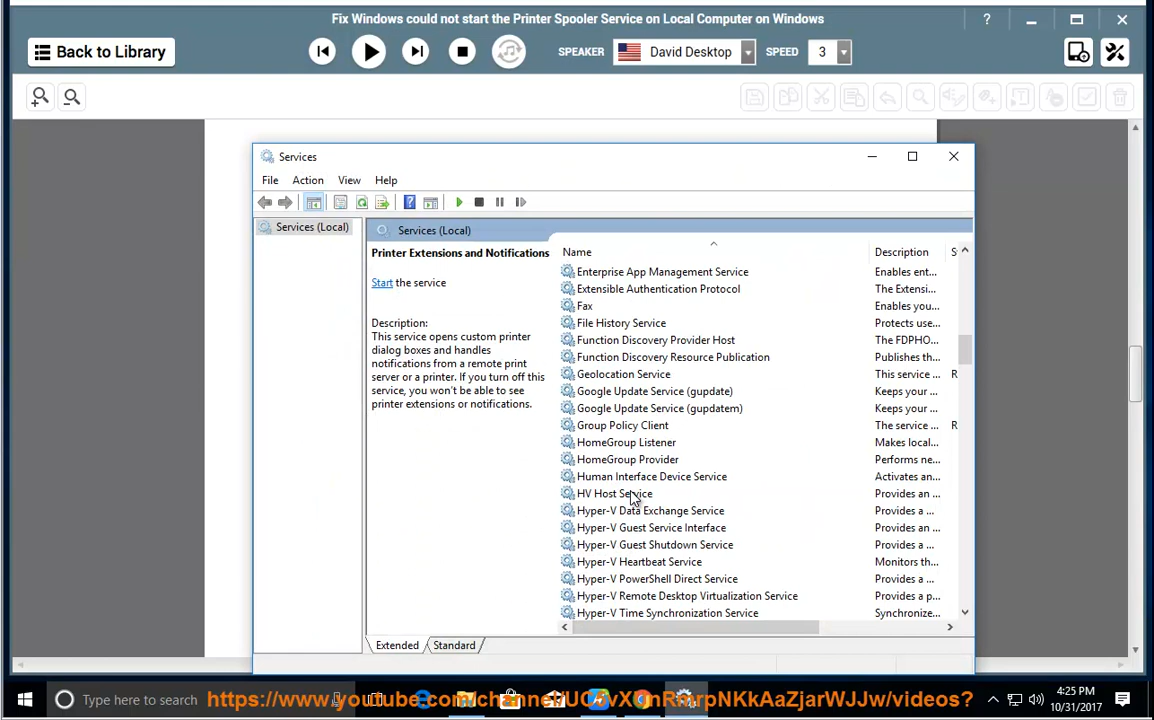 Fix Windows could not start the Printer Spooler Service on Local Computer on Windows
Back to Library
SPEAKER
David Desktop
SPEED
3
Services
File Action View Help
Services (Local)
Services (Local)
Printer Extensions and Notifications
Start the service
Description:
This service opens custom printer
dialog boxes and handles
notifications from a remote print
server or a printer. If you turn off this
service, you won't be able to see
printer extensions or notifications.
Name Description S
Enterprise App Management Service Enables ent...
Extensible Authentication Protocol The Extensi...
Fax Enables you...
File History Service Protects use...
Function Discovery Provider Host The FDPHO...
Function Discovery Resource Publication Publishes th...
Geolocation Service This service ... R
Google Update Service (gupdate) Keeps your ...
Google Update Service (gupdatem) Keeps your ...
Group Policy Client The service ... R
HomeGroup Listener Makes local...
HomeGroup Provider Performs ne...
Human Interface Device Service Activates an...
HV Host Service Provides an ...
Hyper-V Data Exchange Service Provides a ...
Hyper-V Guest Service Interface Provides an ...
Hyper-V Guest Shutdown Service Provides a ...
Hyper-V Heartbeat Service Monitors th...
Hyper-V PowerShell Direct Service Provides a ...
Hyper-V Remote Desktop Virtualization Service Provides a p...
Hyper-V Time Synchronization Service Synchronize...
Extended Standard
Type here to search
4:25 PM
10/31/2017